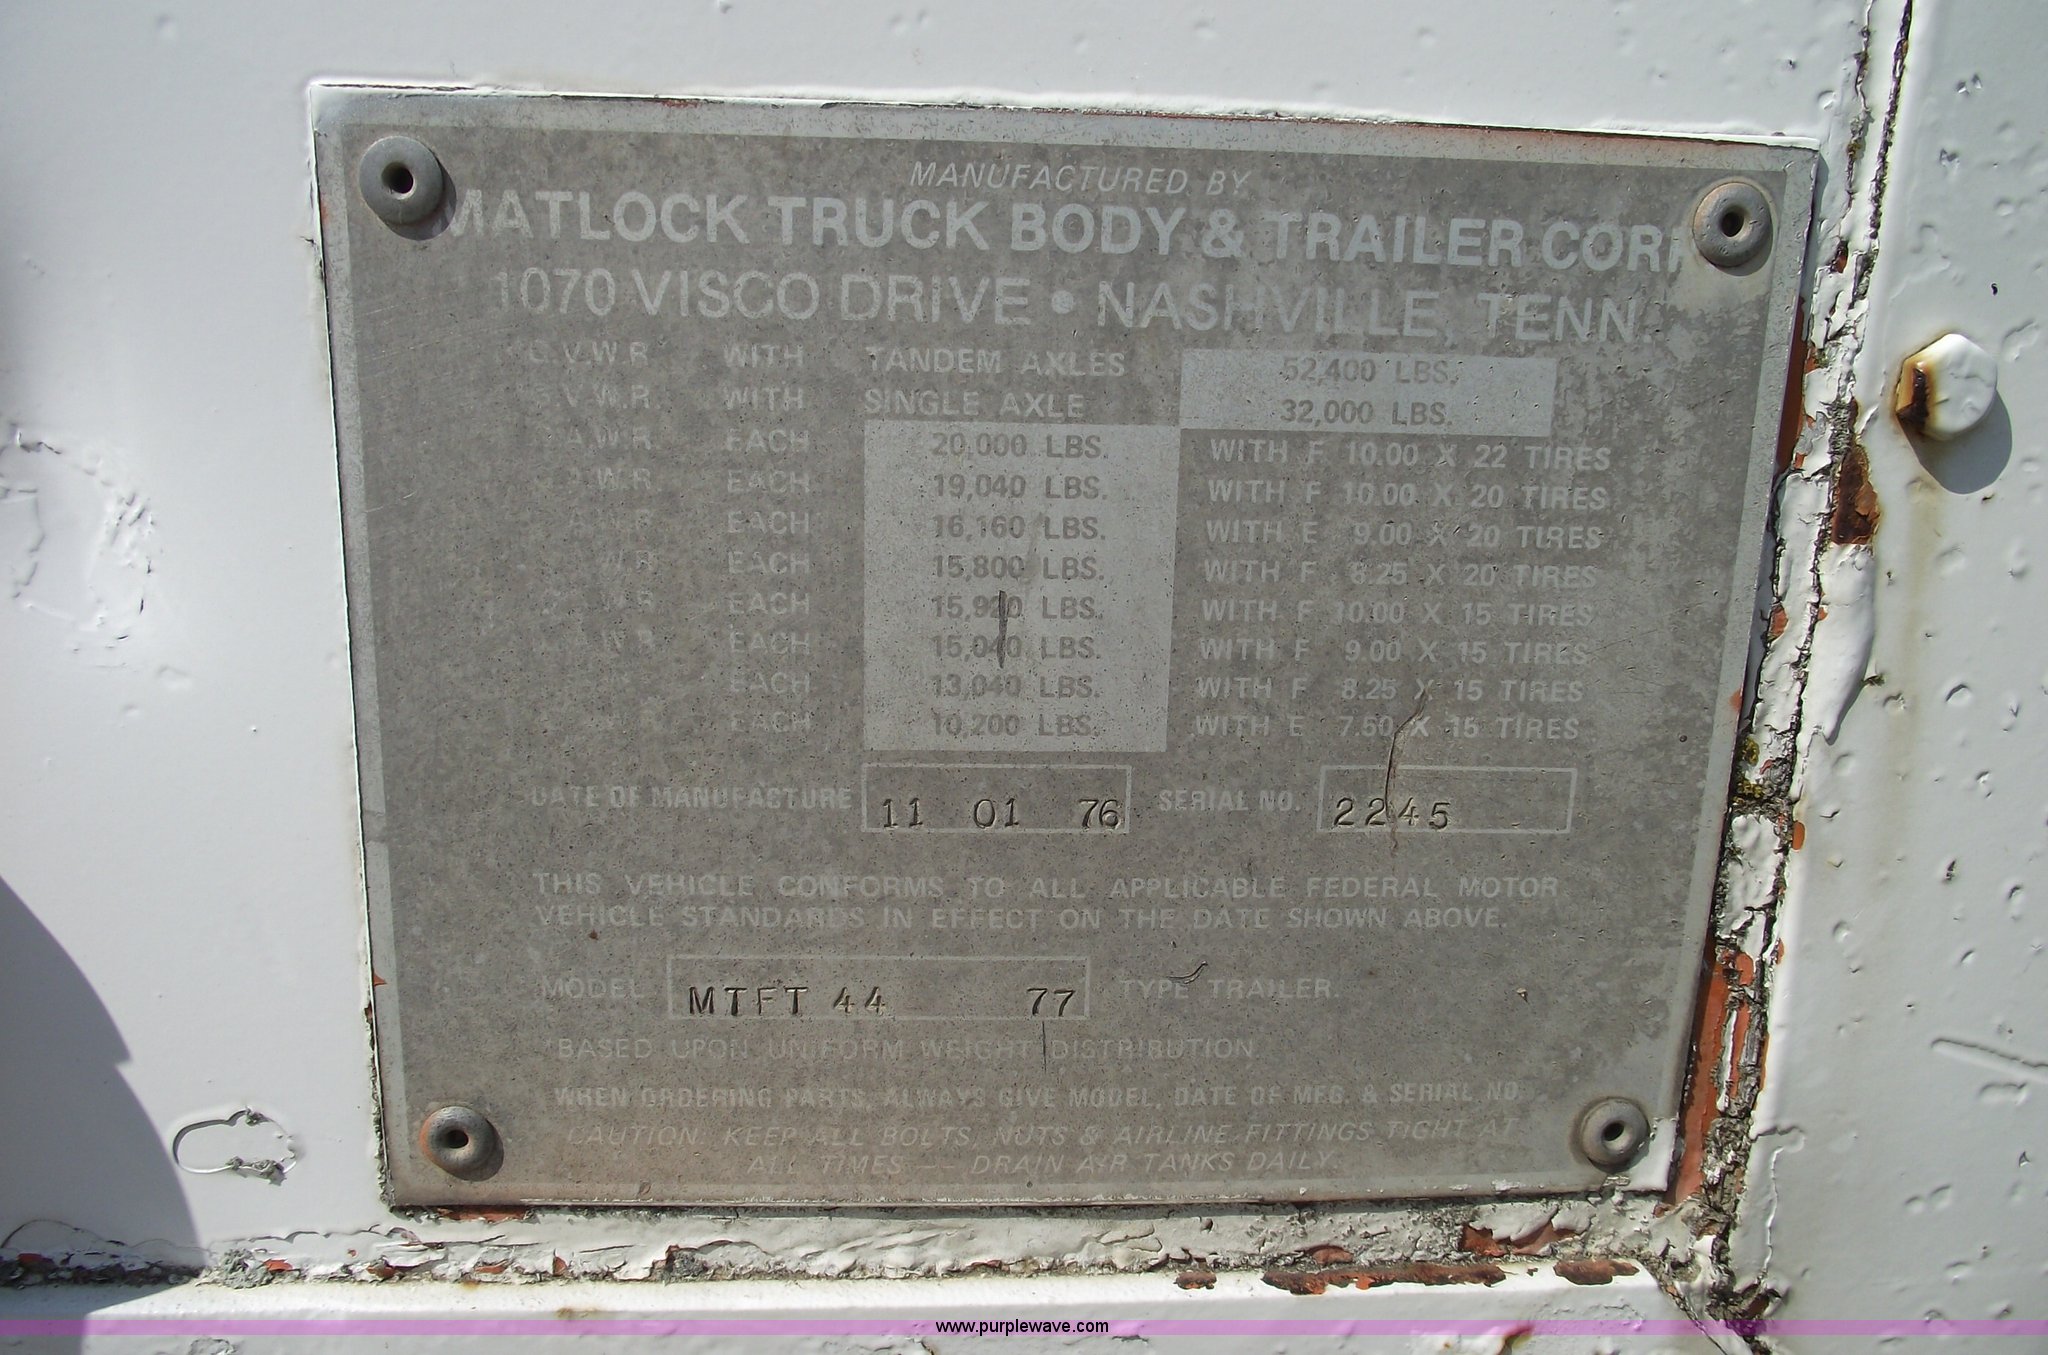 MANUFACTURED BY
MATLOCK TRUCK BODY & TRAILER CORP
1070 VISCO DRIVE • NASHVILLE, TENN.
G.V.W.R. WITH TANDEM AXLES 52,400 LBS.
G.V.W.R. WITH SINGLE AXLE 32,000 LBS.
A.W.R. EACH 20,000 LBS. WITH F 10.00 X 22 TIRES
W.R. EACH 19,040 LBS. WITH F 10.00 X 20 TIRES
A.W.R. EACH 16,160 LBS. WITH E 9.00 X 20 TIRES
W.R. EACH 15,800 LBS. WITH F 8.25 X 20 TIRES
W.R. EACH 15,920 LBS. WITH F 10.00 X 15 TIRES
W.R. EACH 15,040 LBS. WITH F 9.00 X 15 TIRES
EACH 13,040 LBS. WITH F 8.25 X 15 TIRES
W.R. EACH 10,200 LBS. WITH E 7.50 X 15 TIRES
DATE OF MANUFACTURE 11 01 76 SERIAL NO. 2245
THIS VEHICLE CONFORMS TO ALL APPLICABLE FEDERAL MOTOR
VEHICLE STANDARDS IN EFFECT ON THE DATE SHOWN ABOVE.
MODEL MTFT 44 77 TYPE TRAILER.
*BASED UPON UNIFORM WEIGHT DISTRIBUTION
WHEN ORDERING PARTS, ALWAYS GIVE MODEL, DATE OF MFG. & SERIAL NO.
CAUTION: KEEP ALL BOLTS, NUTS & AIRLINE FITTINGS TIGHT AT
ALL TIMES — DRAIN AIR TANKS DAILY.
www.purplewave.com